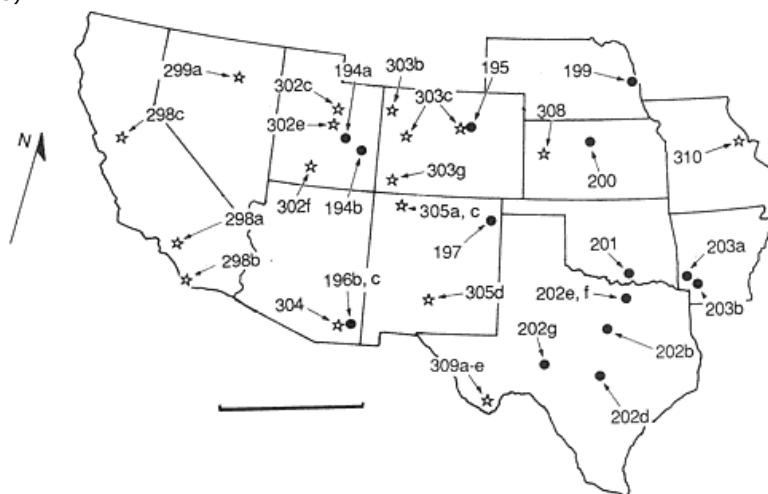 303b
299a
194a
195
199
302c
303c
298c
302e
308
310
303g
200
302f
194b
305a, c
298a
197
201
203a
298b
196b, c
202e, f
203b
304
305d
202g
202b
309a-e
202d
N